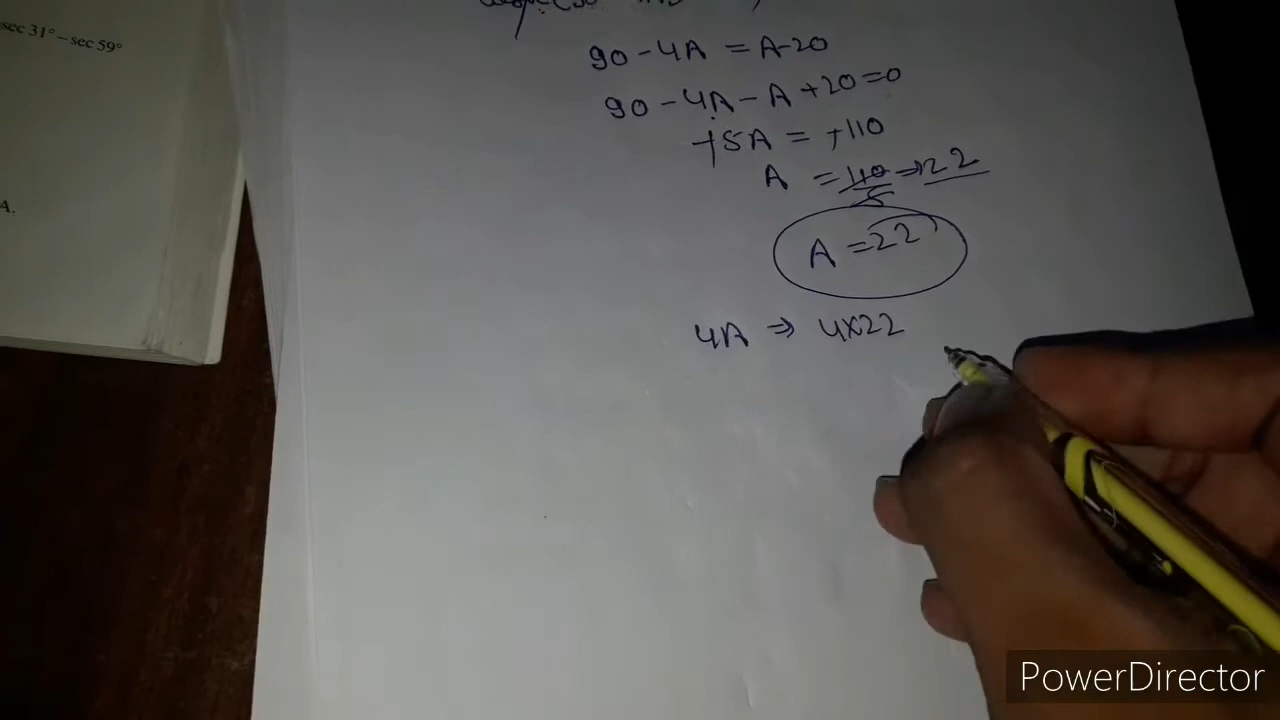 sec 31° – sec 59°
A.
90 - 4A = A - 20
90 - 4A - A + 20 = 0
+5A = +110
A = 110/5 ⇒ 22
A = 22
4A ⇒ 4×22
PowerDirector